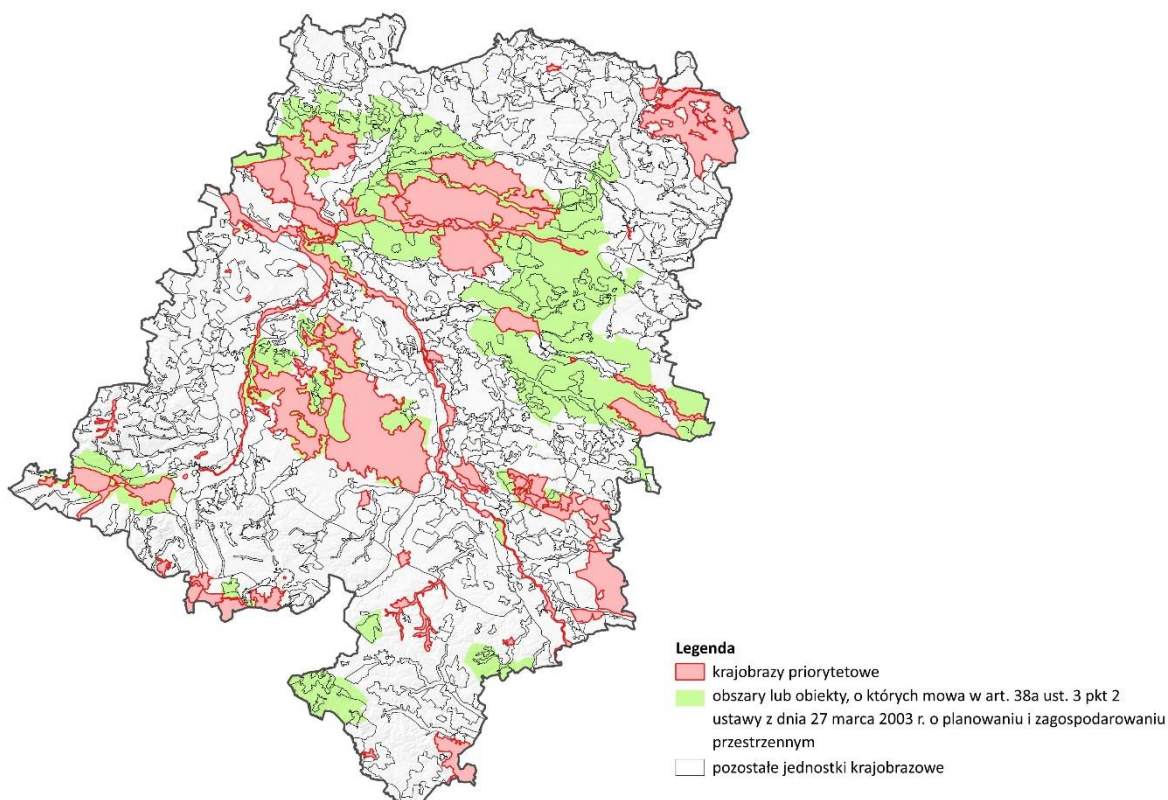 Legenda
krajobrazy priorytetowe
obszary lub obiekty, o których mowa w art. 38a ust. 3 pkt 2
ustawy z dnia 27 marca 2003 r. o planowaniu i zagospodarowaniu
przestrzennym
pozostałe jednostki krajobrazowe